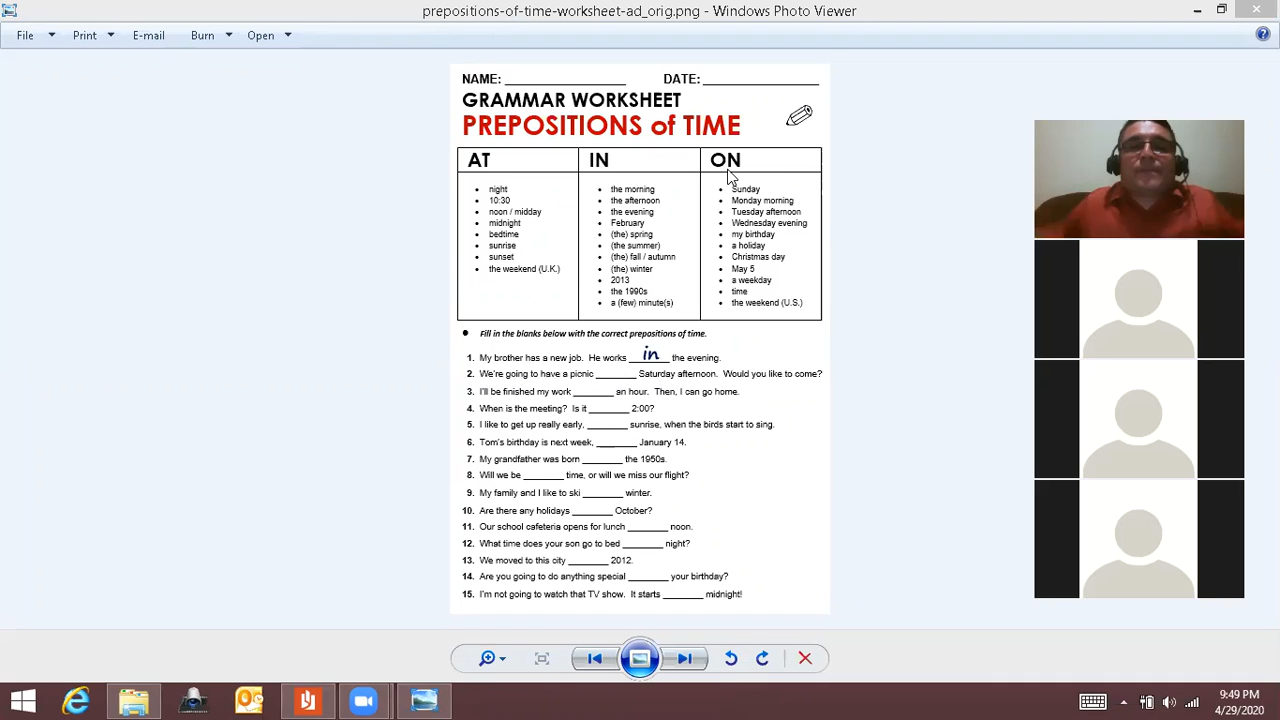 prepositions-of-time-worksheet-ad_orig.png - Windows Photo Viewer
File Print E-mail Burn Open
NAME: ____________ DATE: ____________
GRAMMAR WORKSHEET
PREPOSITIONS of TIME
AT
night
10:30
noon / midday
midnight
bedtime
sunrise
sunset
the weekend (U.K.)
IN
the morning
the afternoon
the evening
February
(the) spring
(the summer)
(the) fall / autumn
(the) winter
2013
the 1990s
a (few) minute(s)
ON
Sunday
Monday morning
Tuesday afternoon
Wednesday evening
my birthday
a holiday
Christmas day
May 5
a weekday
time
the weekend (U.S.)
Fill in the blanks below with the correct prepositions of time.
1. My brother has a new job. He works in the evening.
2. We're going to have a picnic ________ Saturday afternoon. Would you like to come?
3. I'll be finished my work ________ an hour. Then, I can go home.
4. When is the meeting? Is it ________ 2:00?
5. I like to get up really early, ________ sunrise, when the birds start to sing.
6. Tom's birthday is next week, ________ January 14.
7. My grandfather was born ________ the 1950s.
8. Will we be ________ time, or will we miss our flight?
9. My family and I like to ski ________ winter.
10. Are there any holidays ________ October?
11. Our school cafeteria opens for lunch ________ noon.
12. What time does your son go to bed ________ night?
13. We moved to this city ________ 2012.
14. Are you going to do anything special ________ your birthday?
15. I'm not going to watch that TV show. It starts ________ midnight!
9:49 PM
4/29/2020